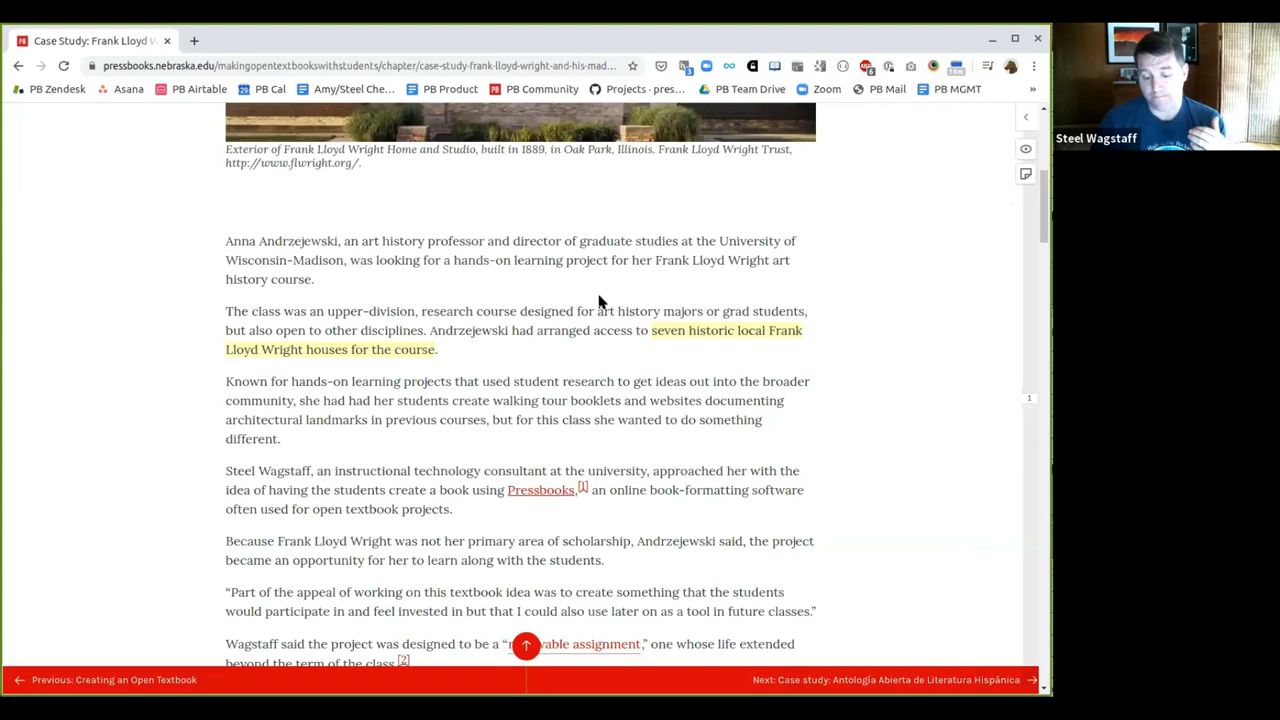 Case Study: Frank Lloyd W
pressbooks.nebraska.edu/makingopentextbookswithstudents/chapter/case-study-frank-lloyd-wright-and-his-mad...
3
6
14m
PB Zendesk Asana PB Airtable PB Cal Amy/Steel Che... PB Product PB Community Projects · pres... PB Team Drive Zoom PB Mail PB MGMT »
Steel Wagstaff
Exterior of Frank Lloyd Wright Home and Studio, built in 1889, in Oak Park, Illinois. Frank Lloyd Wright Trust,
http://www.flwright.org/.
Anna Andrzejewski, an art history professor and director of graduate studies at the University of
Wisconsin-Madison, was looking for a hands-on learning project for her Frank Lloyd Wright art
history course.
The class was an upper-division, research course designed for art history majors or grad students,
but also open to other disciplines. Andrzejewski had arranged access to seven historic local Frank
Lloyd Wright houses for the course.
Known for hands-on learning projects that used student research to get ideas out into the broader
community, she had had her students create walking tour booklets and websites documenting
1
architectural landmarks in previous courses, but for this class she wanted to do something
different.
Steel Wagstaff, an instructional technology consultant at the university, approached her with the
idea of having the students create a book using Pressbooks,[1] an online book-formatting software
often used for open textbook projects.
Because Frank Lloyd Wright was not her primary area of scholarship, Andrzejewski said, the project
became an opportunity for her to learn along with the students.
“Part of the appeal of working on this textbook idea was to create something that the students
would participate in and feel invested in but that I could also use later on as a tool in future classes.”
Wagstaff said the project was designed to be a “ assignment,” one whose life extended
beyond the term of the class.[2]
← Previous: Creating an Open Textbook
Next: Case study: Antología Abierta de Literatura Hispánica →